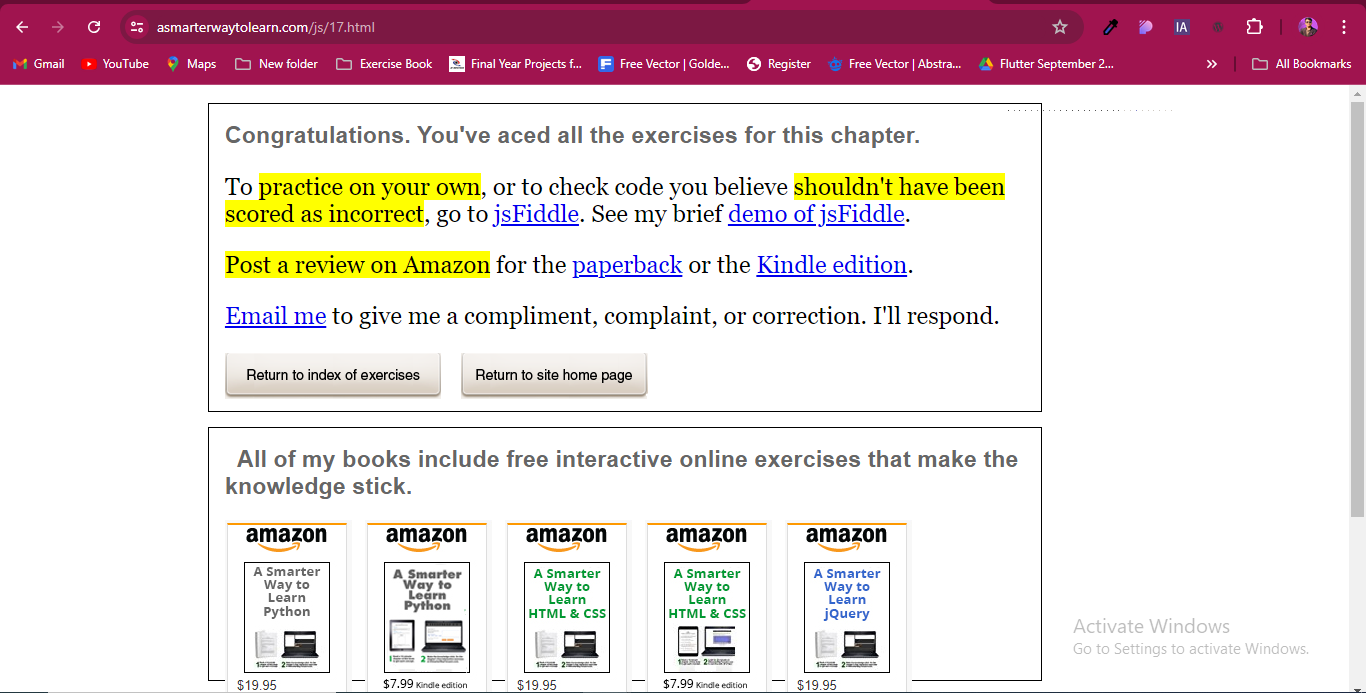 asmarterwaytolearn.com/js/17.html
IA
Gmail YouTube Maps New folder Exercise Book Final Year Projects f... Free Vector | Golde... Register Free Vector | Abstra... Flutter September 2... » All Bookmarks
Congratulations. You've aced all the exercises for this chapter.
To practice on your own, or to check code you believe shouldn't have been
scored as incorrect, go to jsFiddle. See my brief demo of jsFiddle.
Post a review on Amazon for the paperback or the Kindle edition.
Email me to give me a compliment, complaint, or correction. I'll respond.
Return to index of exercises Return to site home page
All of my books include free interactive online exercises that make the
knowledge stick.
amazon amazon amazon amazon amazon
A Smarter A Smarter A Smarter A Smarter A Smarter
Way to Way to Way to Way to Way to
Learn Learn Learn Learn Learn
Python Python HTML & CSS HTML & CSS jQuery
$19.95 $7.99 Kindle edition $19.95 $7.99 Kindle edition $19.95
Activate Windows
Go to Settings to activate Windows.